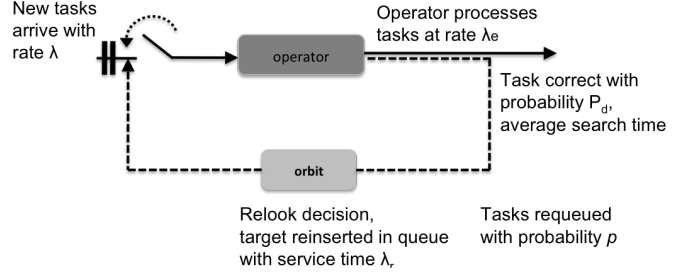 New tasks
arrive with
rate λ
Operator processes
tasks at rate λe
operator
Task correct with
probability Pd,
average search time
orbit
Relook decision,
target reinserted in queue
with service time λr
Tasks requeued
with probability p